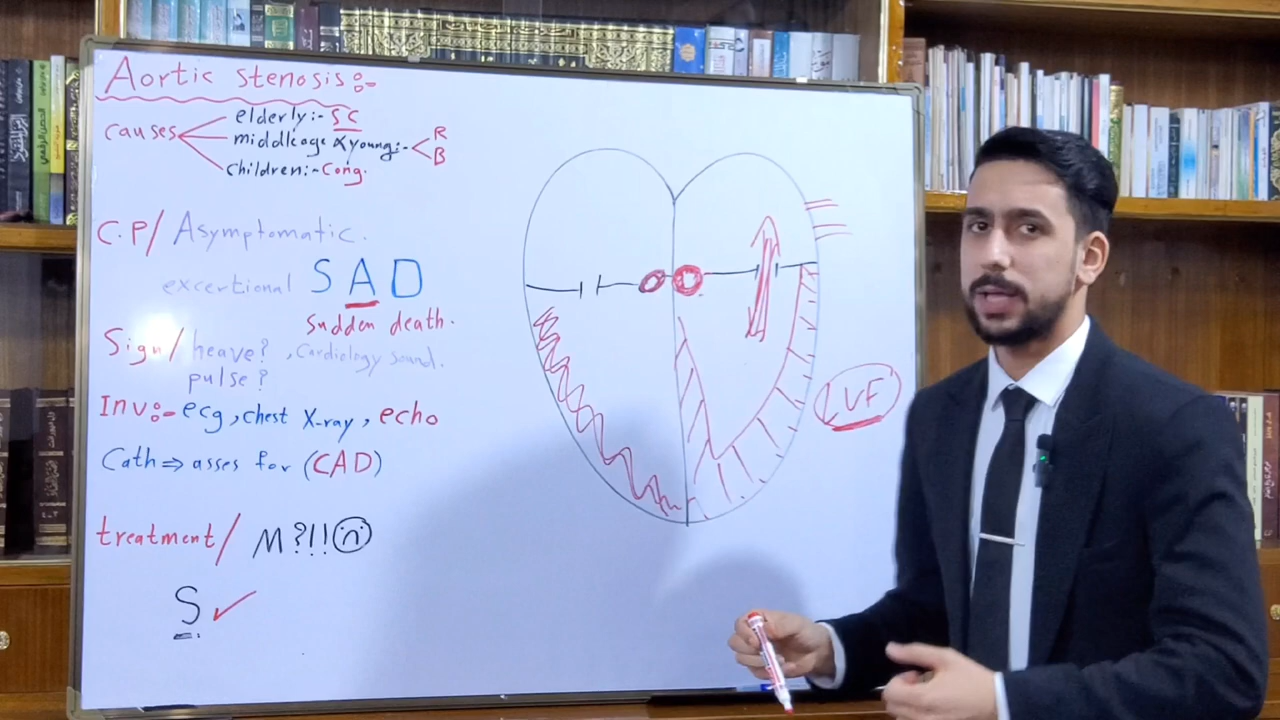 Aortic stenosis:-
causes
elderly:- SC
middleage & young:- R
B
children:- Cong.
C.P/ Asymptomatic.
excertional SAD
Sudden death.
Sign/ heave? , Cardiology sound.
pulse?
Inv:- ecg, chest X-ray, echo
Cath => asses for (CAD)
treatment/ M?!!
S ✓
LVF